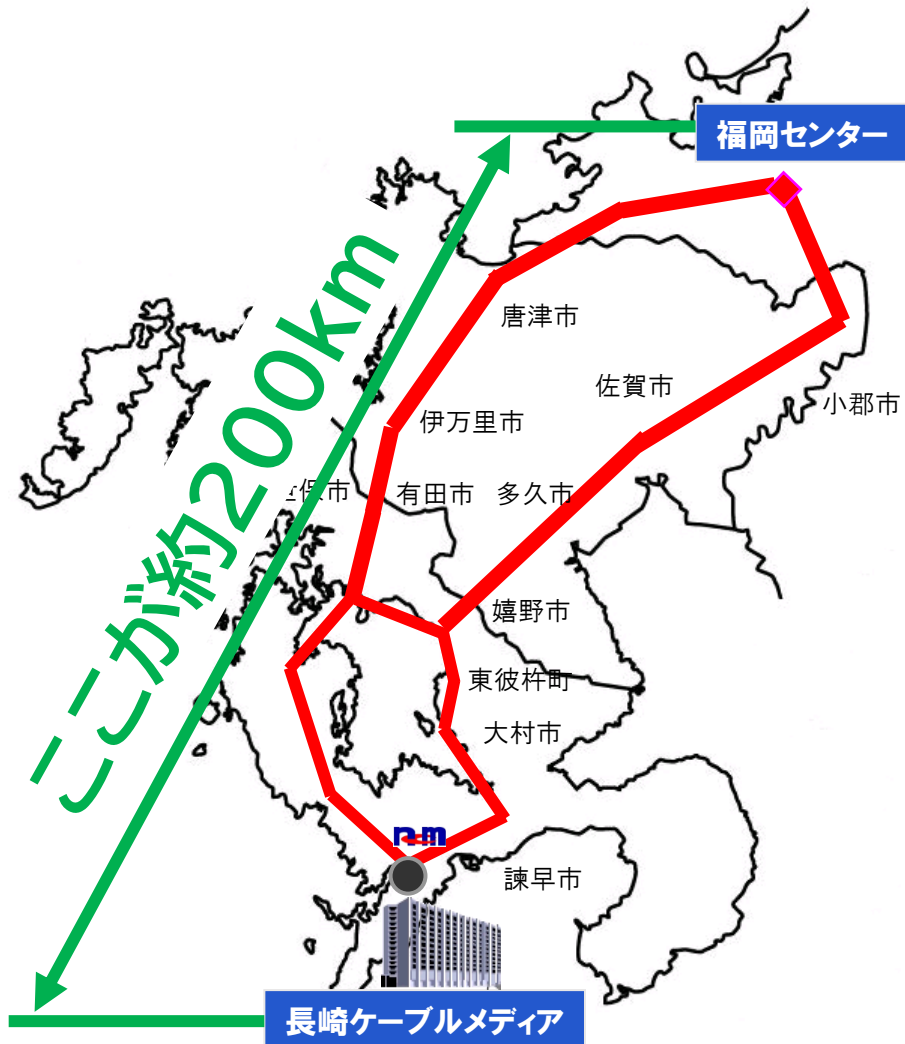 福岡センター
唐津市
佐賀市
小郡市
伊万里市
保市
有田市
多久市
ここが約200km
嬉野市
東彼杵町
大村市
ncm
諫早市
長崎ケーブルメディア